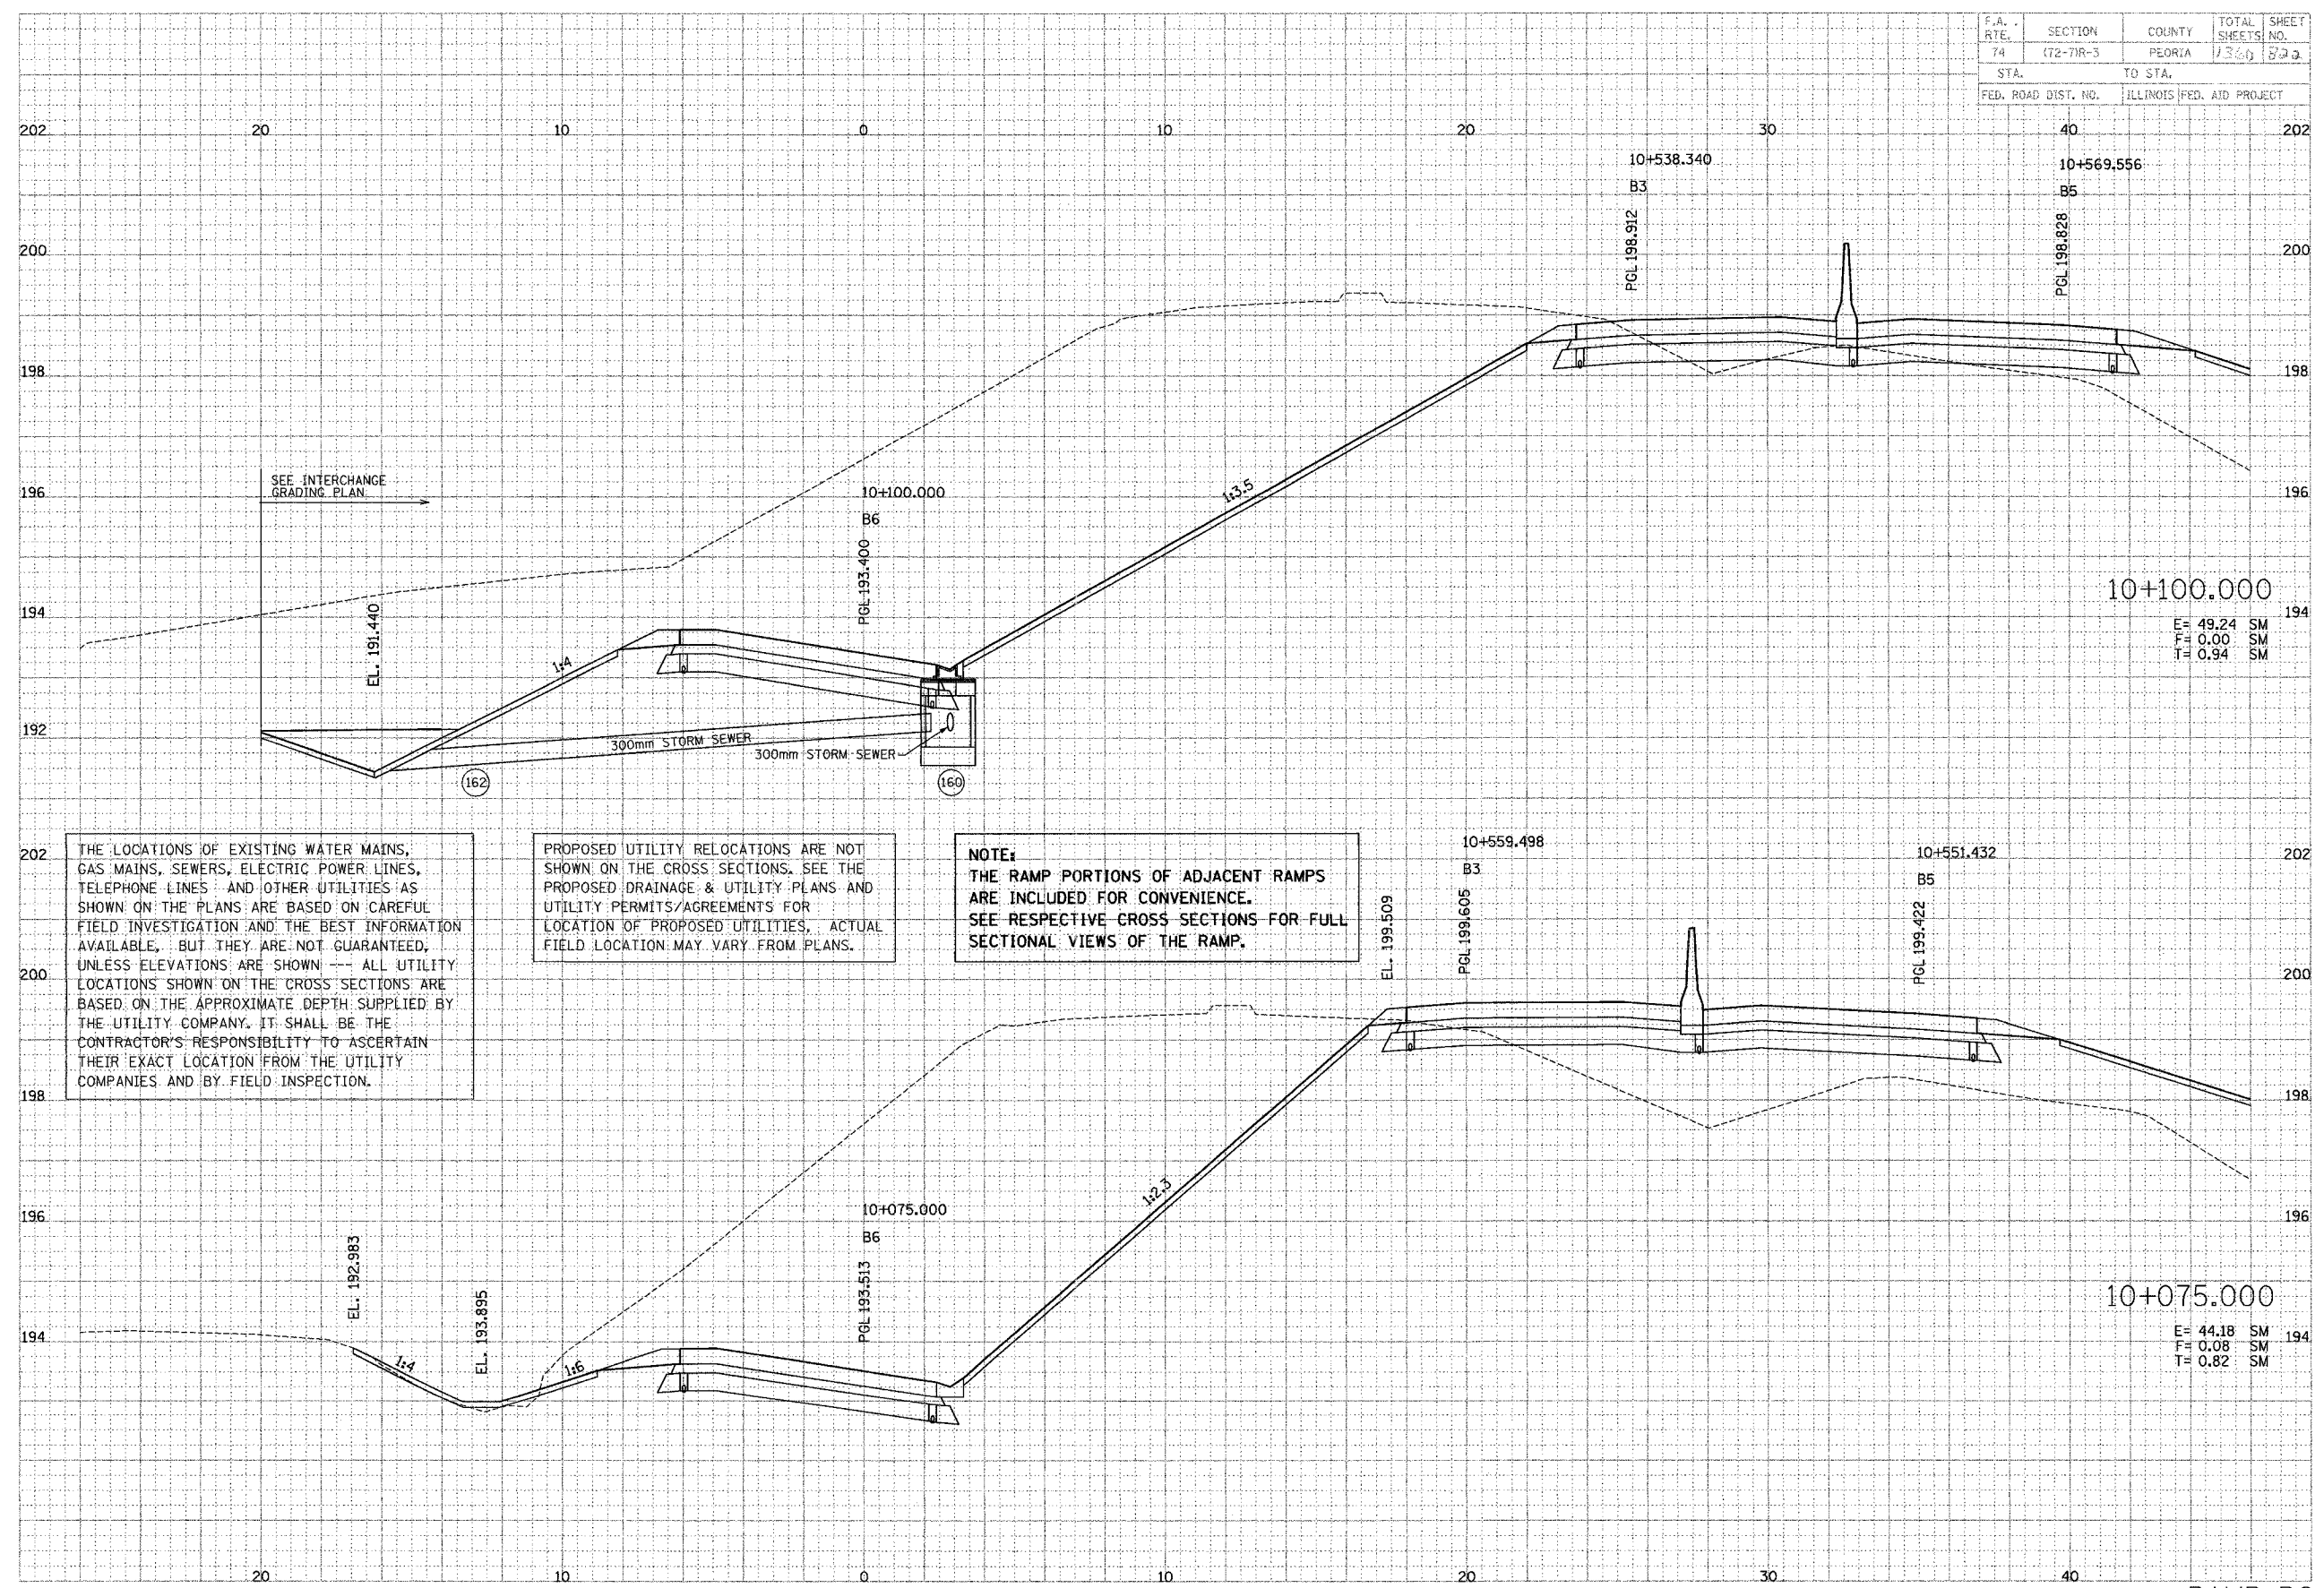 F.A. RTE. SECTION COUNTY TOTAL SHEETS SHEET NO.
74 (72-7)R-3 PEORIA 1360 822
STA. TO STA.
FED. ROAD DIST. NO. ILLINOIS FED. AID PROJECT
202 20 10 0 10 20 30 40 202
10+538.340
B3
PGL 198.912
10+569.556
B5
PGL 198.828
200 200
198 198
196 196
SEE INTERCHANGE
GRADING PLAN
10+100.000
B6
PGL 193.400
1:3.5
10+100.000
194 194
E= 49.24 SM
F= 0.00 SM
T= 0.94 SM
EL. 191.440
1:4
192
300mm STORM SEWER
300mm STORM SEWER
162
160
THE LOCATIONS OF EXISTING WATER MAINS,
GAS MAINS, SEWERS, ELECTRIC POWER LINES,
TELEPHONE LINES AND OTHER UTILITIES AS
SHOWN ON THE PLANS ARE BASED ON CAREFUL
FIELD INVESTIGATION AND THE BEST INFORMATION
AVAILABLE, BUT THEY ARE NOT GUARANTEED,
UNLESS ELEVATIONS ARE SHOWN --- ALL UTILITY
LOCATIONS SHOWN ON THE CROSS SECTIONS ARE
BASED ON THE APPROXIMATE DEPTH SUPPLIED BY
THE UTILITY COMPANY. IT SHALL BE THE
CONTRACTOR'S RESPONSIBILITY TO ASCERTAIN
THEIR EXACT LOCATION FROM THE UTILITY
COMPANIES AND BY FIELD INSPECTION.
PROPOSED UTILITY RELOCATIONS ARE NOT
SHOWN ON THE CROSS SECTIONS. SEE THE
PROPOSED DRAINAGE & UTILITY PLANS AND
UTILITY PERMITS/AGREEMENTS FOR
LOCATION OF PROPOSED UTILITIES, ACTUAL
FIELD LOCATION MAY VARY FROM PLANS.
NOTE:
THE RAMP PORTIONS OF ADJACENT RAMPS
ARE INCLUDED FOR CONVENIENCE.
SEE RESPECTIVE CROSS SECTIONS FOR FULL
SECTIONAL VIEWS OF THE RAMP.
202 202
10+559.498
B3
EL. 199.509
PGL 199.605
10+551.432
B5
PGL 199.422
200 200
198 198
196 196
1:2.3
10+075.000
B6
PGL 193.513
EL. 192.983
EL. 193.895
10+075.000
194 194
E= 44.18 SM
F= 0.08 SM
T= 0.82 SM
1:4
1:6
20 10 0 10 20 30 40